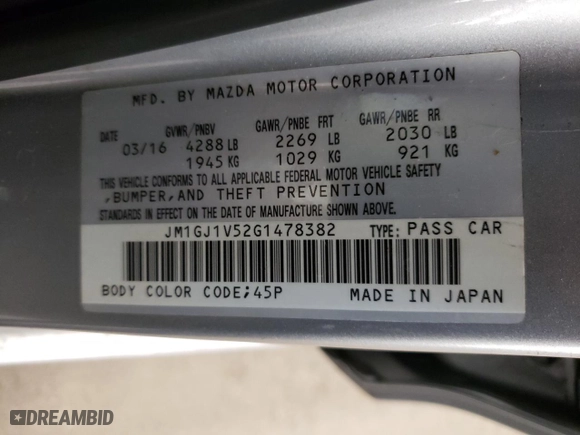 MFD. BY MAZDA MOTOR CORPORATION
DATE GVWR/PNBV GAWR/PNBE FRT GAWR/PNBE RR
03/16 4288 LB 2269 LB 2030 LB
1945 KG 1029 KG 921 KG
THIS VEHICLE CONFORMS TO ALL APPLICABLE FEDERAL MOTOR VEHICLE SAFETY
,BUMPER,AND THEFT PREVENTION
STANDARDS IN EFFECT ON THE DATE OF MANUFACTURE SHOWN ABOVE.
JM1GJ1V52G1478382 TYPE: PASS CAR
BODY COLOR CODE;45P MADE IN JAPAN
DREAMBID